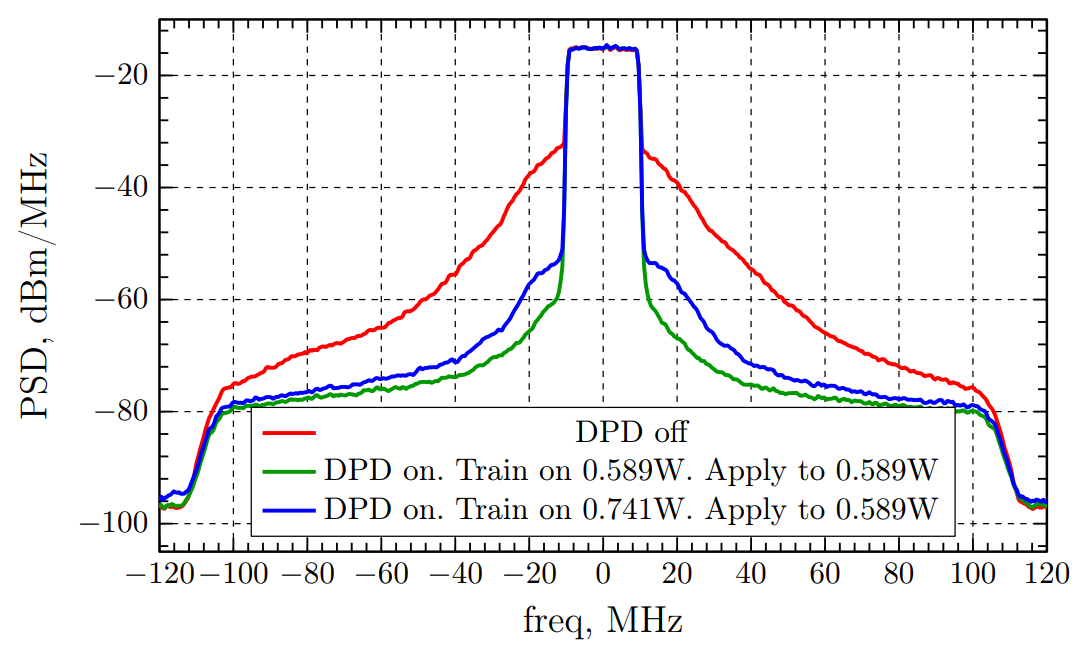 PSD, dBm/MHz
−20
−40
−60
−80
−100
DPD off
DPD on. Train on 0.589W. Apply to 0.589W
DPD on. Train on 0.741W. Apply to 0.589W
−120 −100 −80 −60 −40 −20 0 20 40 60 80 100 120
freq, MHz